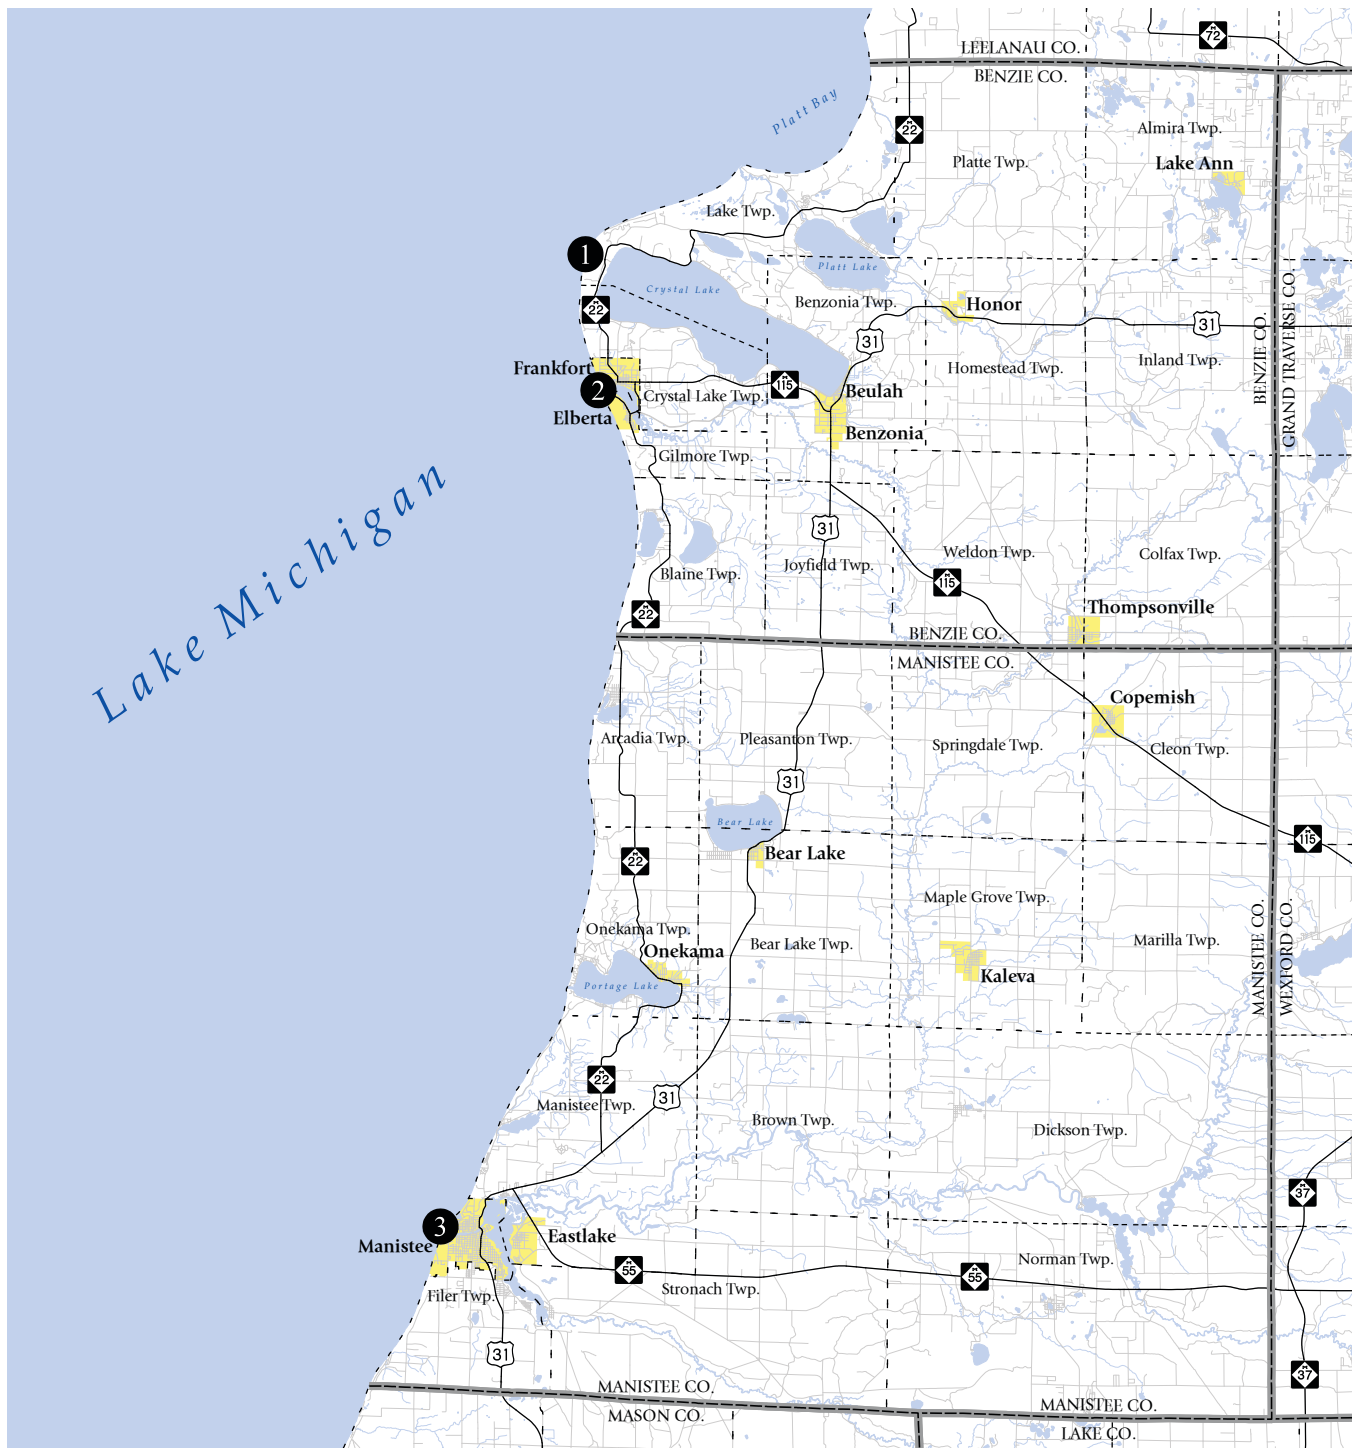 M 72
LEELANAU CO.
BENZIE CO.
Platt Bay
M 22
Almira Twp.
Platte Twp.
Lake Ann
Lake Twp.
1
Platt Lake
Crystal Lake
M 22
Benzonia Twp.
Honor
31
31
BENZIE CO.
GRAND TRAVERSE CO.
Inland Twp.
Homestead Twp.
Frankfort
2
M 115
Crystal Lake Twp.
Beulah
Elberta
Benzonia
Gilmore Twp.
Lake Michigan
31
Weldon Twp.
Colfax Twp.
Joyfield Twp.
Blaine Twp.
M 115
M 22
Thompsonville
BENZIE CO.
MANISTEE CO.
Copemish
Arcadia Twp.
Pleasanton Twp.
Springdale Twp.
Cleon Twp.
31
Bear Lake
M 115
Bear Lake
M 22
Maple Grove Twp.
Onekama Twp.
Bear Lake Twp.
Marilla Twp.
MANISTEE CO.
WEXFORD CO.
Onekama
Kaleva
Portage Lake
M 22
31
Manistee Twp.
Brown Twp.
Dickson Twp.
M 37
3
Eastlake
Manistee
Norman Twp.
M 55
M 55
Stronach Twp.
Filer Twp.
31
M 37
MANISTEE CO.
MASON CO.
MANISTEE CO.
LAKE CO.